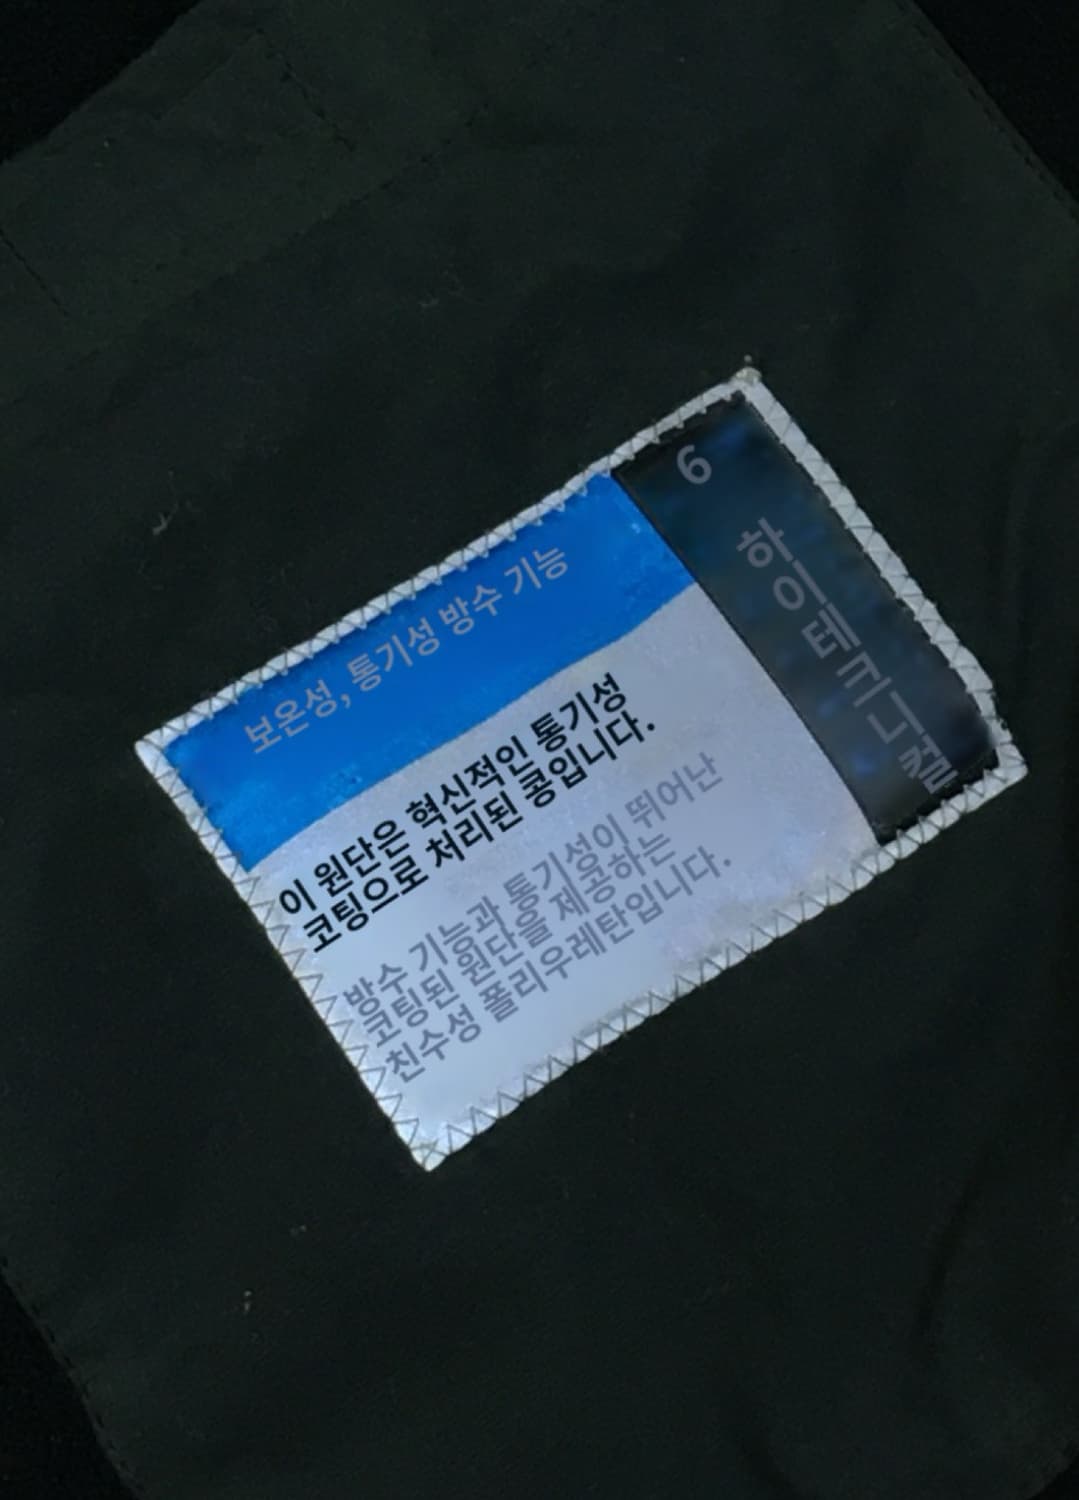 보온성, 통기성 방수 기능
이 원단은 혁신적인 통기성
코팅으로 처리된 콩입니다.
방수 기능과 통기성이 뛰어난
코팅된 원단을 제공하는
친수성 폴리우레탄입니다.
6
하이테크니컬